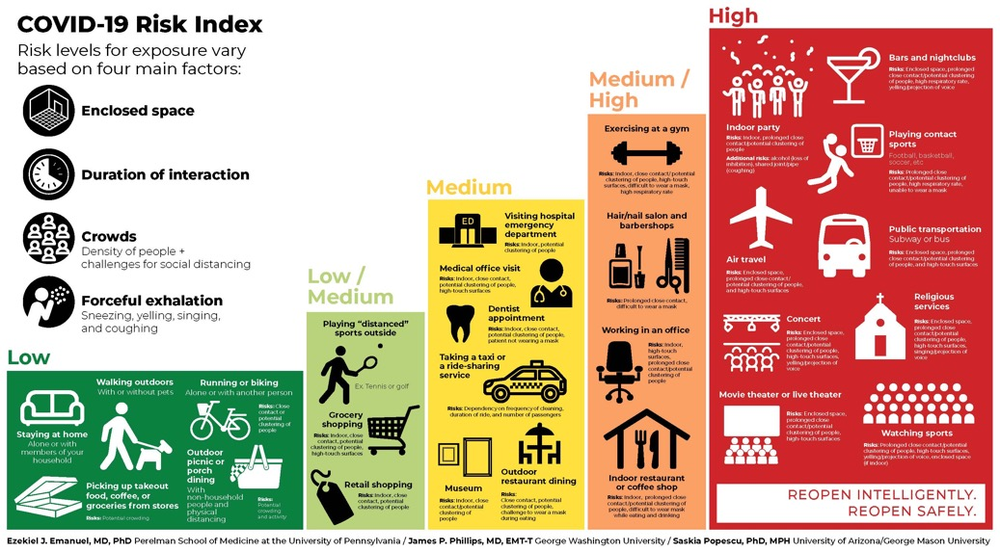 COVID-19 Risk Index
Risk levels for exposure vary
based on four main factors:
Enclosed space
Duration of interaction
Crowds
Density of people +
challenges for social distancing
Forceful exhalation
Sneezing, yelling, singing,
and coughing
Low
Staying at home
Alone or with
members of your
household
Walking outdoors
With or without pets
Running or biking
Alone or with another person
Risks: Close
contact or
potential
clustering of
people
Picking up takeout
food, coffee, or
groceries from stores
Risks: Potential crowding
Outdoor
picnic or
porch
dining
With
non-household
people and
physical
distancing
Risks:
Potential
crowding
and activity
Low /
Medium
Playing “distanced”
sports outside
Ex. Tennis or golf
Grocery
shopping
Risks: Indoor, close
contact, potential
clustering of people,
high-touch surfaces
Retail shopping
Risks: Indoor, close
contact, potential
clustering of people
Medium
ED
Visiting hospital
emergency
department
Risks: Indoor, potential
clustering of people
Medical office visit
Risks: Indoor, close contact,
potential clustering of people,
high-touch surfaces
Dentist
appointment
Risks: Indoor, close contact,
potential clustering of people,
patient not wearing a mask
Taking a taxi or
a ride-sharing
service
Risks: Dependency on frequency of cleaning,
duration of ride, and number of passengers
Museum
Risks: Indoor, close
contact/potential
clustering of
people
Outdoor
restaurant dining
Risks:
Close contact, potential
clustering of people,
challenge to wear a mask
during eating
Medium /
High
Exercising at a gym
Risks: Indoor, close contact/ potential
clustering of people, high-touch
surfaces, difficult to wear a mask,
high respiratory rate
Hair/nail salon and
barbershops
Risks: Prolonged close contact,
difficult to wear a mask
Working in an office
Risks: Indoor,
high-touch
surfaces,
prolonged close
contact/potential
clustering of
people
Indoor restaurant
or coffee shop
Risks: Indoor, prolonged close
contact/potential clustering of
people, difficult to wear mask
while eating and drinking
High
Indoor party
Risks: Indoor, prolonged close
contact/potential clustering of
people
Additional risks: alcohol (loss of
inhibition), shared joint/pipe
(coughing)
Bars and nightclubs
Risks: Enclosed space, prolonged
close contact/potential clustering
of people, high respiratory rate,
yelling/projection of voice
Playing contact
sports
Football, basketball,
soccer, etc
Risks: Prolonged close
contact/potential clustering
of people, high respiratory rate,
unable to wear a mask
Air travel
Risks: Enclosed space,
prolonged close contact/
potential clustering of people,
and high-touch surfaces
Public transportation
Subway or bus
Risks: Enclosed space, prolonged
close contact/potential clustering
of people, and high-touch surfaces
Concert
Risks: Enclosed space,
prolonged close
contact/potential
clustering of people,
high-touch surfaces,
yelling/projection of
voice
Religious
services
Risks: Enclosed space,
prolonged close
contact/potential
clustering of people,
high-touch surfaces,
singing/projection of
voice
Movie theater or live theater
Risks: Enclosed space,
prolonged close
contact/potential
clustering of people,
high-touch surfaces
Watching sports
Risks: Prolonged close contact/potential
clustering of people, high-touch surfaces,
yelling/projection of voice, enclosed space
(if indoor)
REOPEN INTELLIGENTLY.
REOPEN SAFELY.
Ezekiel J. Emanuel, MD, PhD Perelman School of Medicine at the University of Pennsylvania / James P. Phillips, MD, EMT-T George Washington University / Saskia Popescu, PhD, MPH University of Arizona/George Mason University